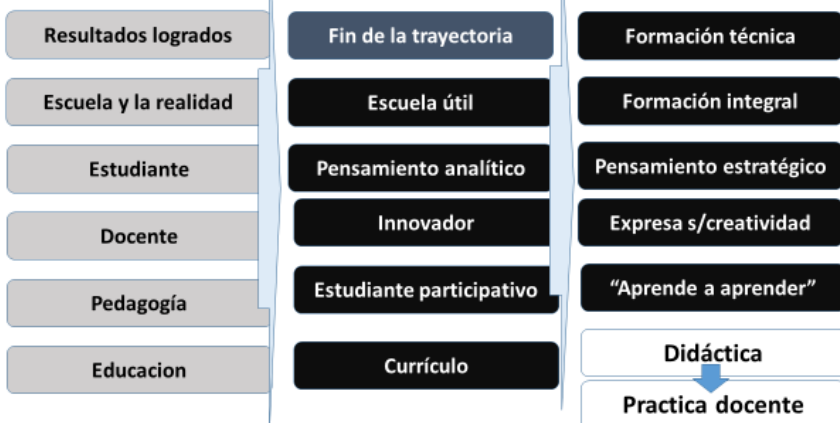 Resultados logrados
Escuela y la realidad
Estudiante
Docente
Pedagogía
Educacion
Fin de la trayectoria
Escuela útil
Pensamiento analítico
Innovador
Estudiante participativo
Currículo
Formación técnica
Formación integral
Pensamiento estratégico
Expresa s/creatividad
“Aprende a aprender”
Didáctica
Practica docente